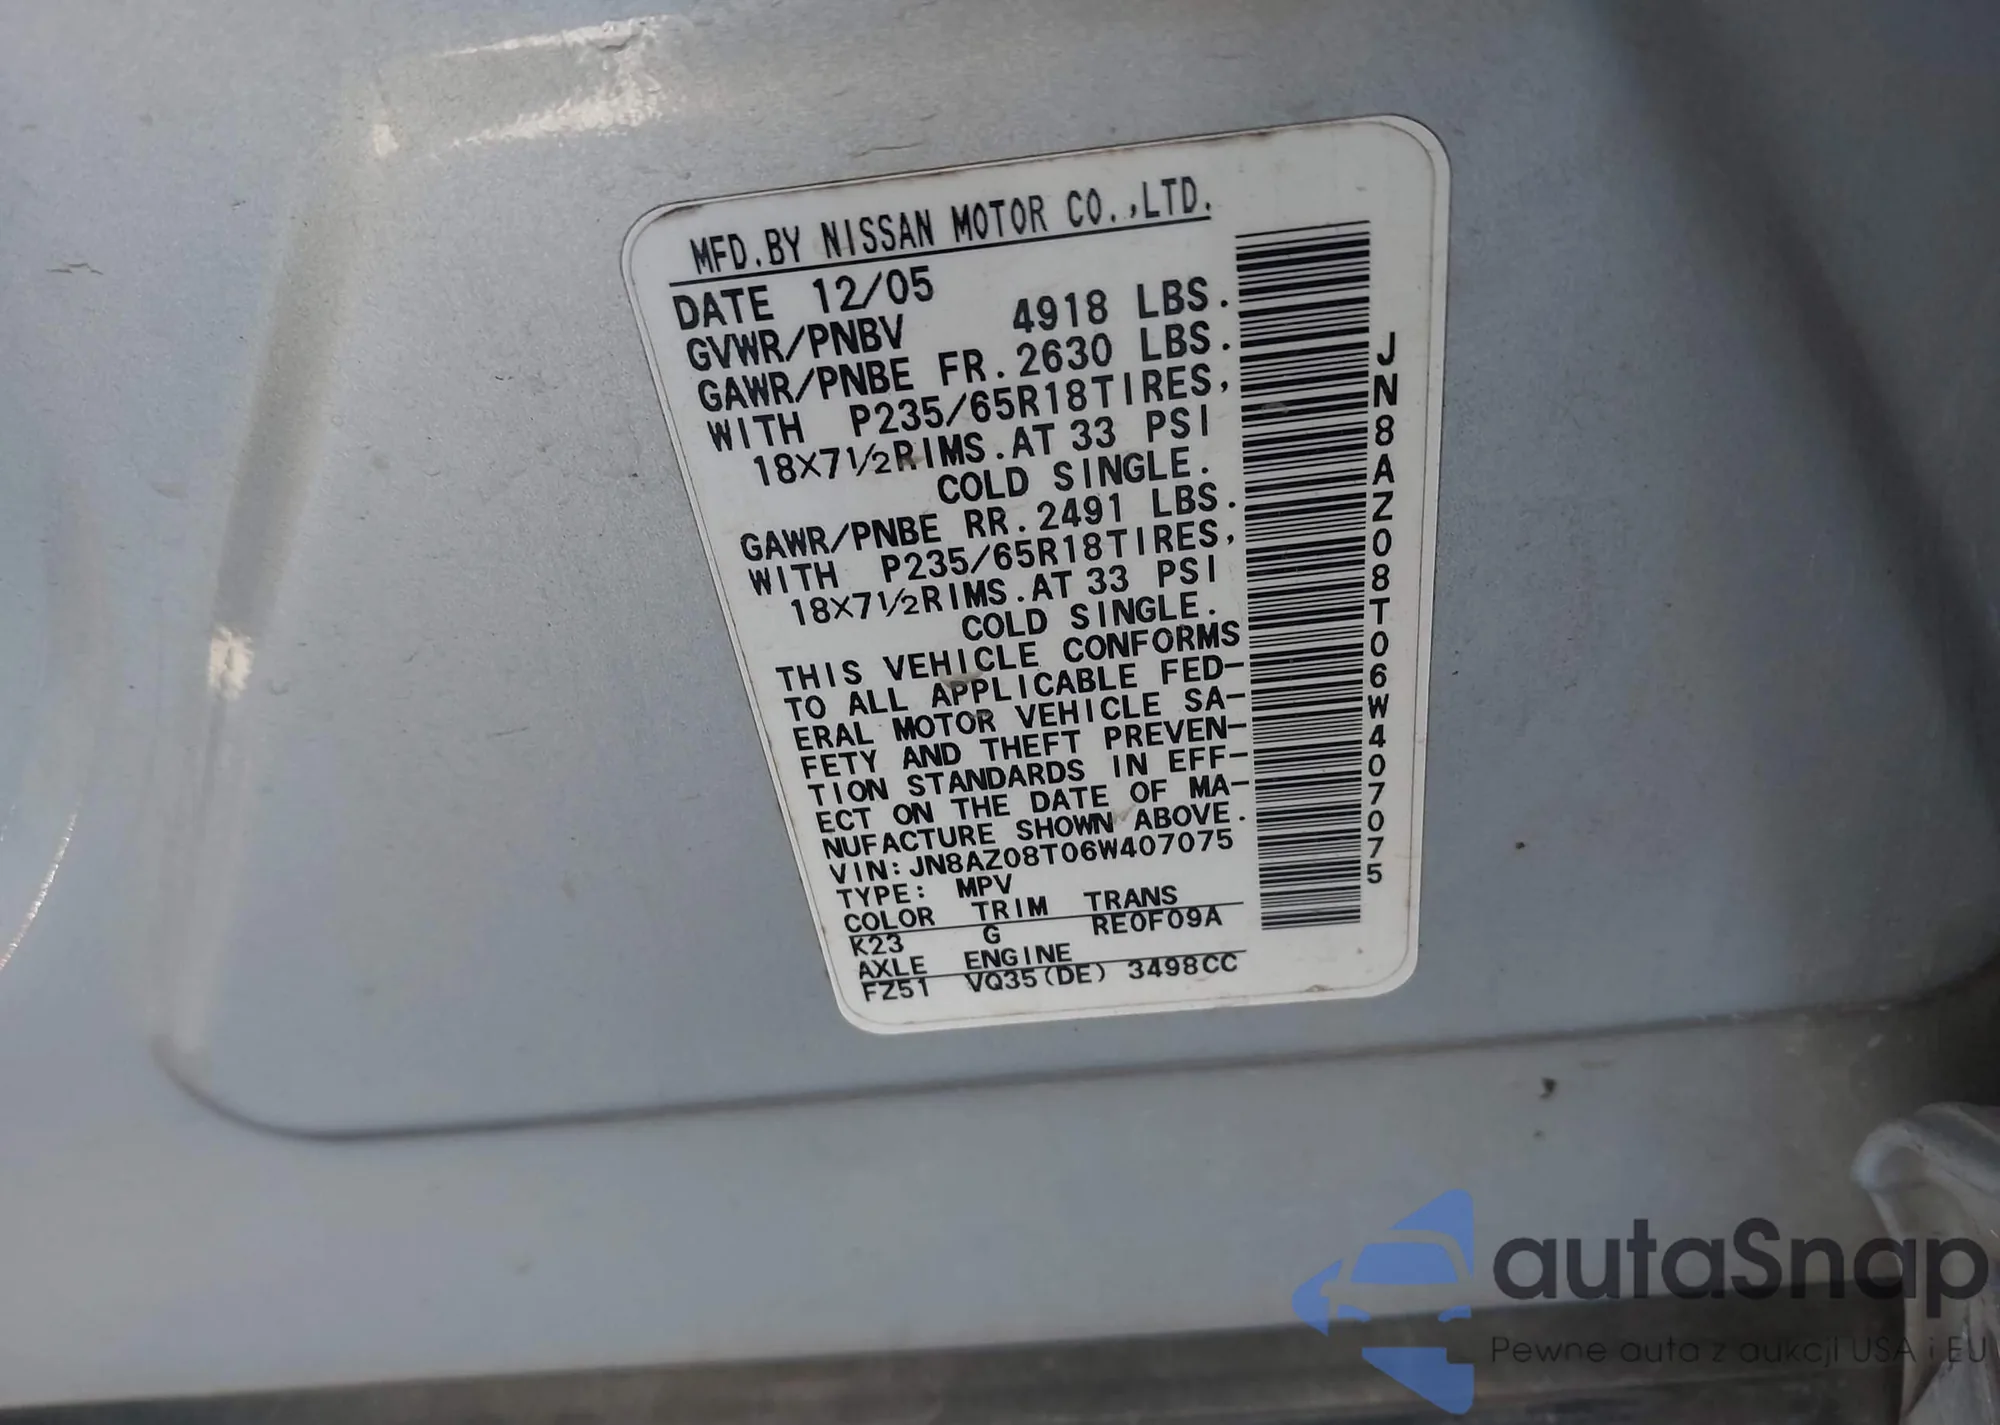 MFD.BY NISSAN MOTOR CO.,LTD.
DATE 12/05
GVWR/PNBV 4918 LBS.
GAWR/PNBE FR.2630 LBS.
WITH P235/65R18TIRES,
18X7½RIMS.AT 33 PSI
COLD SINGLE.
GAWR/PNBE RR.2491 LBS.
WITH P235/65R18TIRES,
18X7½RIMS.AT 33 PSI
COLD SINGLE.
THIS VEHICLE CONFORMS
TO ALL APPLICABLE FED-
ERAL MOTOR VEHICLE SA-
FETY AND THEFT PREVEN-
TION STANDARDS IN EFF-
ECT ON THE DATE OF MA-
NUFACTURE SHOWN ABOVE.
VIN:JN8AZ08T06W407075
TYPE: MPV
COLOR TRIM TRANS
K23 G RE0F09A
AXLE ENGINE
FZ51 VQ35(DE) 3498CC
JN8AZ08T06W407075
autaSnap
Pewne auta z aukcji USA i EU